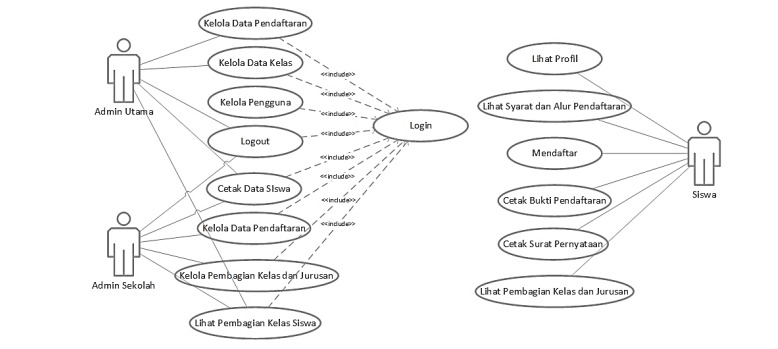 Kelola Data Pendaftaran
Kelola Data Kelas
Kelola Pengguna
Logout
Cetak Data SIswa
Kelola Data Pendaftaran
Kelola Pembagian Kelas dan Jurusan
Lihat Pembagian Kelas Siswa
Admin Utama
Admin Sekolah
<<include>>
<<include>>
<<include>>
<<include>>
<<include>>
<<include>>
<<include>>
<<include>>
Login
LIhat Profil
Lihat Syarat dan Alur Pendaftaran
Mendaftar
Cetak Bukti Pendaftaran
Cetak Surat Pernyataan
Lihat Pembagian Kelas dan Jurusan
Siswa